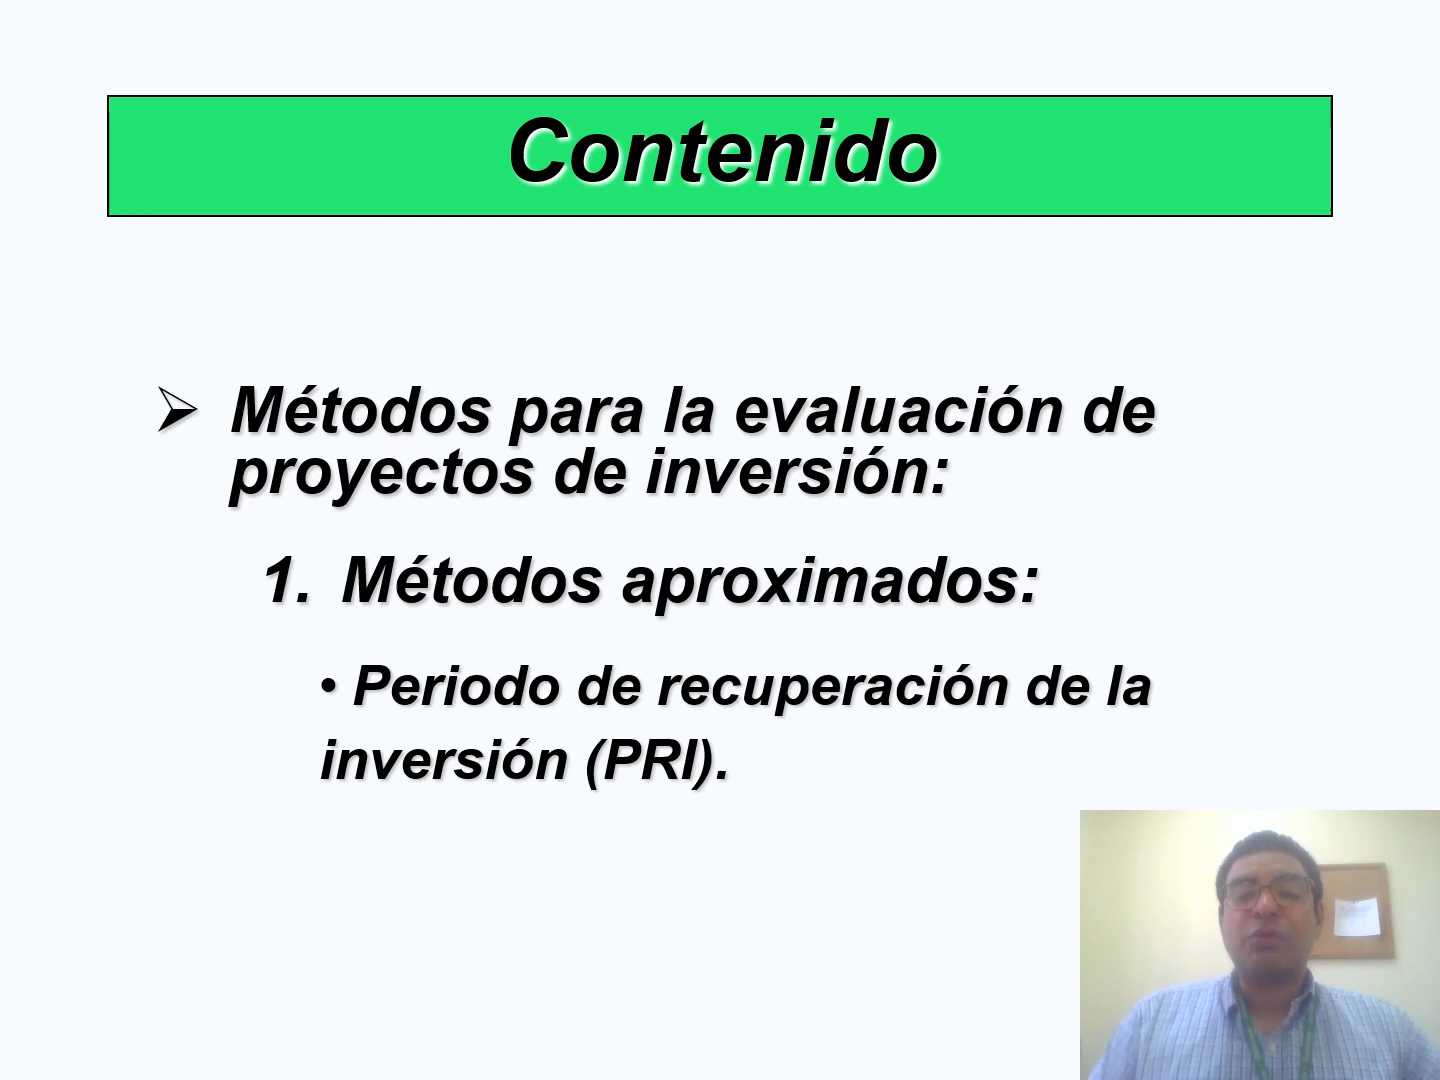 Contenido
➢ Métodos para la evaluación de
proyectos de inversión:
1. Métodos aproximados:
• Periodo de recuperación de la
inversión (PRI).